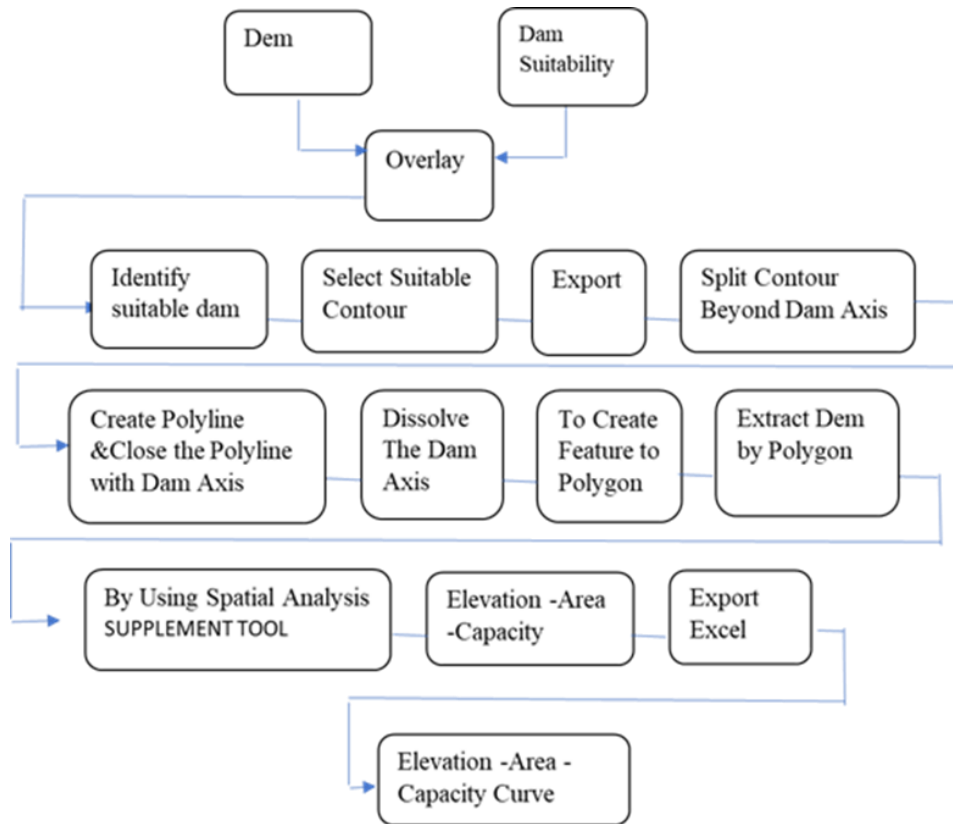 Dem
Dam
Suitability
Overlay
Identify
suitable dam
Select Suitable
Contour
Export
Split Contour
Beyond Dam Axis
Create Polyline
&Close the Polyline
with Dam Axis
Dissolve
The Dam
Axis
To Create
Feature to
Polygon
Extract Dem
by Polygon
By Using Spatial Analysis
SUPPLEMENT TOOL
Elevation -Area
-Capacity
Export
Excel
Elevation -Area -
Capacity Curve